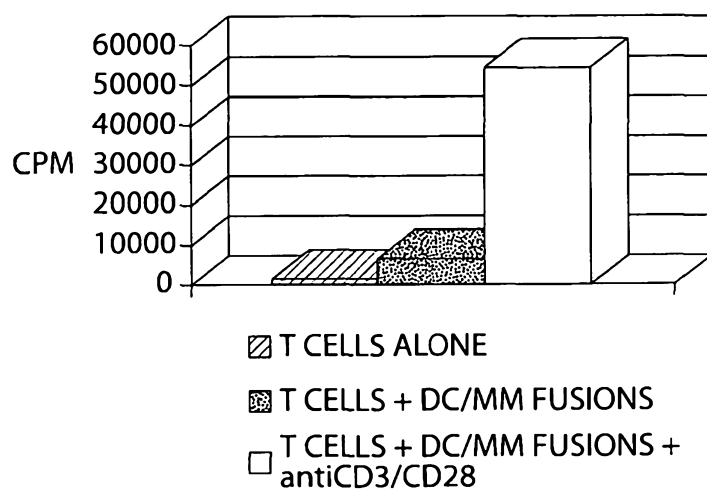 60000
50000
40000
CPM 30000
20000
10000
0
T CELLS ALONE
T CELLS + DC/MM FUSIONS
T CELLS + DC/MM FUSIONS +
antiCD3/CD28